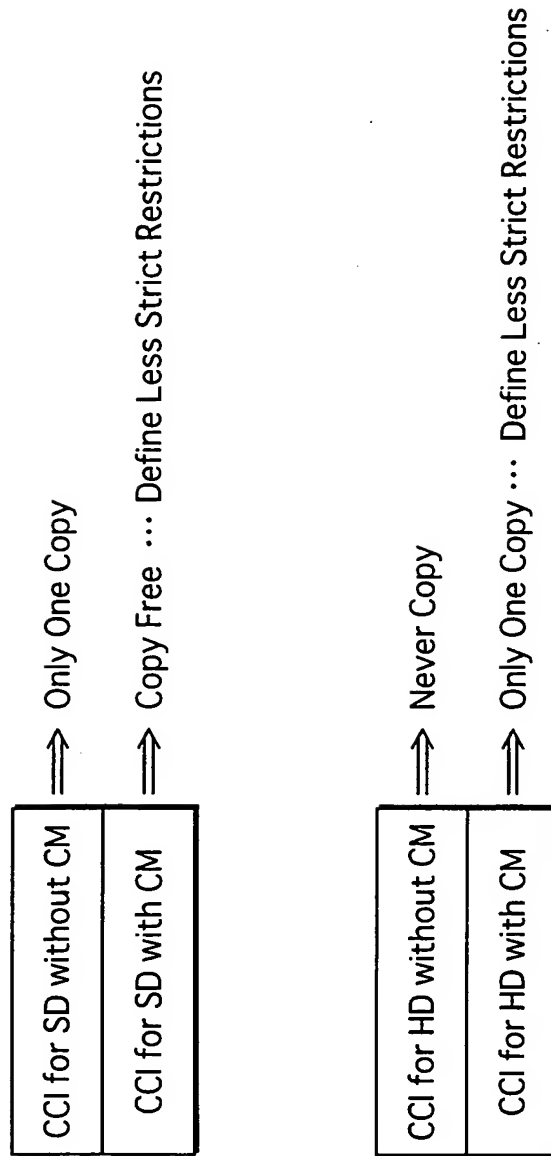 CCI for SD without CM ⇒ Only One Copy
CCI for SD with CM ⇒ Copy Free ··· Define Less Strict Restrictions
CCI for HD without CM ⇒ Never Copy
CCI for HD with CM ⇒ Only One Copy ··· Define Less Strict Restrictions